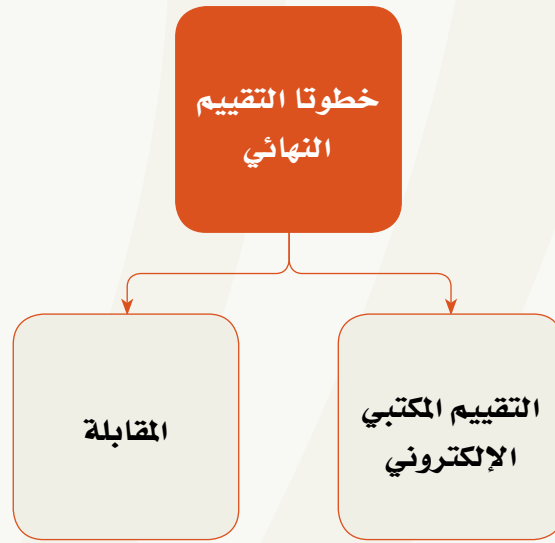 خطوتا التقييم
النهائي
التقييم المكتبي
الإلكتروني
المقابلة